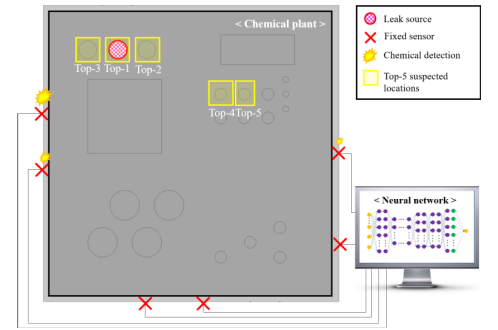 < Chemical plant >
Top-3 Top-1 Top-2
Top-4 Top-5
Leak source
Fixed sensor
Chemical detection
Top-5 suspected
locations
< Neural network >